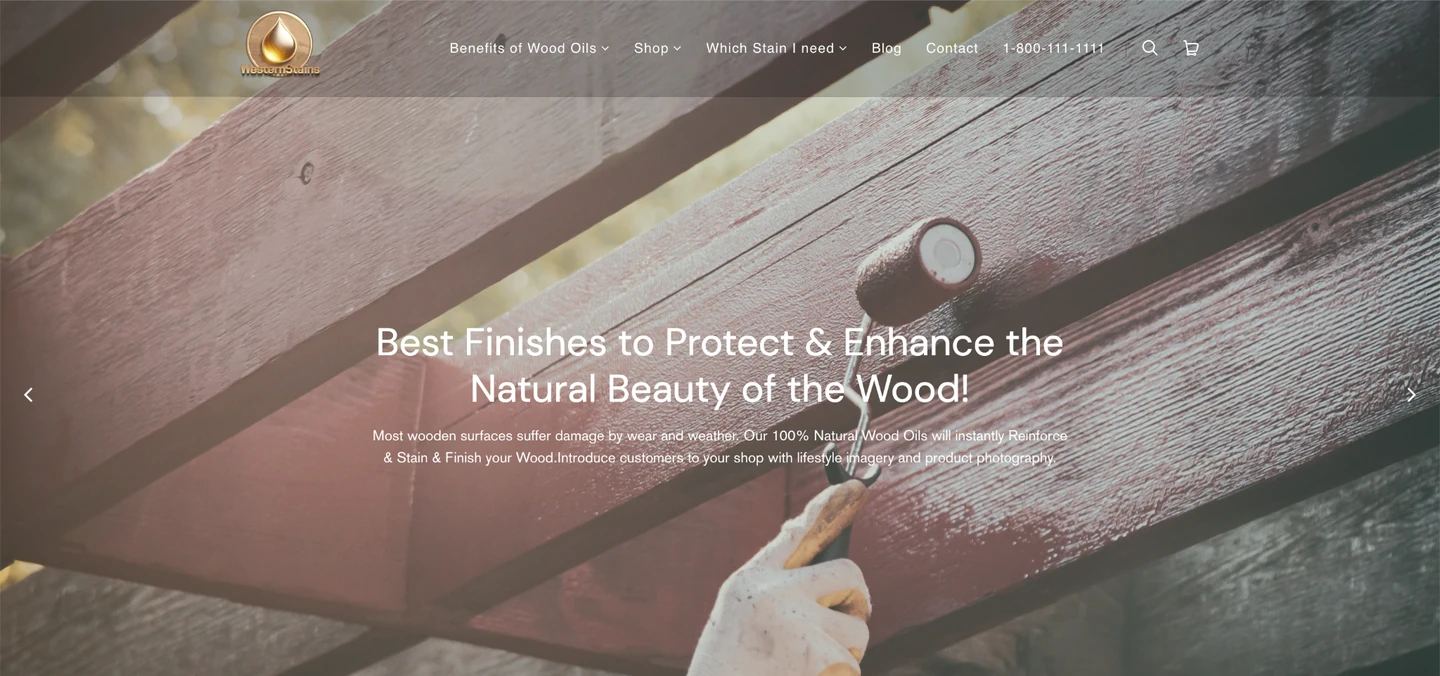 WesternStains
Benefits of Wood Oils Shop Which Stain I need Blog Contact 1-800-111-1111
Best Finishes to Protect & Enhance the
Natural Beauty of the Wood!
Most wooden surfaces suffer damage by wear and weather. Our 100% Natural Wood Oils will instantly Reinforce
& Stain & Finish your Wood.Introduce customers to your shop with lifestyle imagery and product photography.